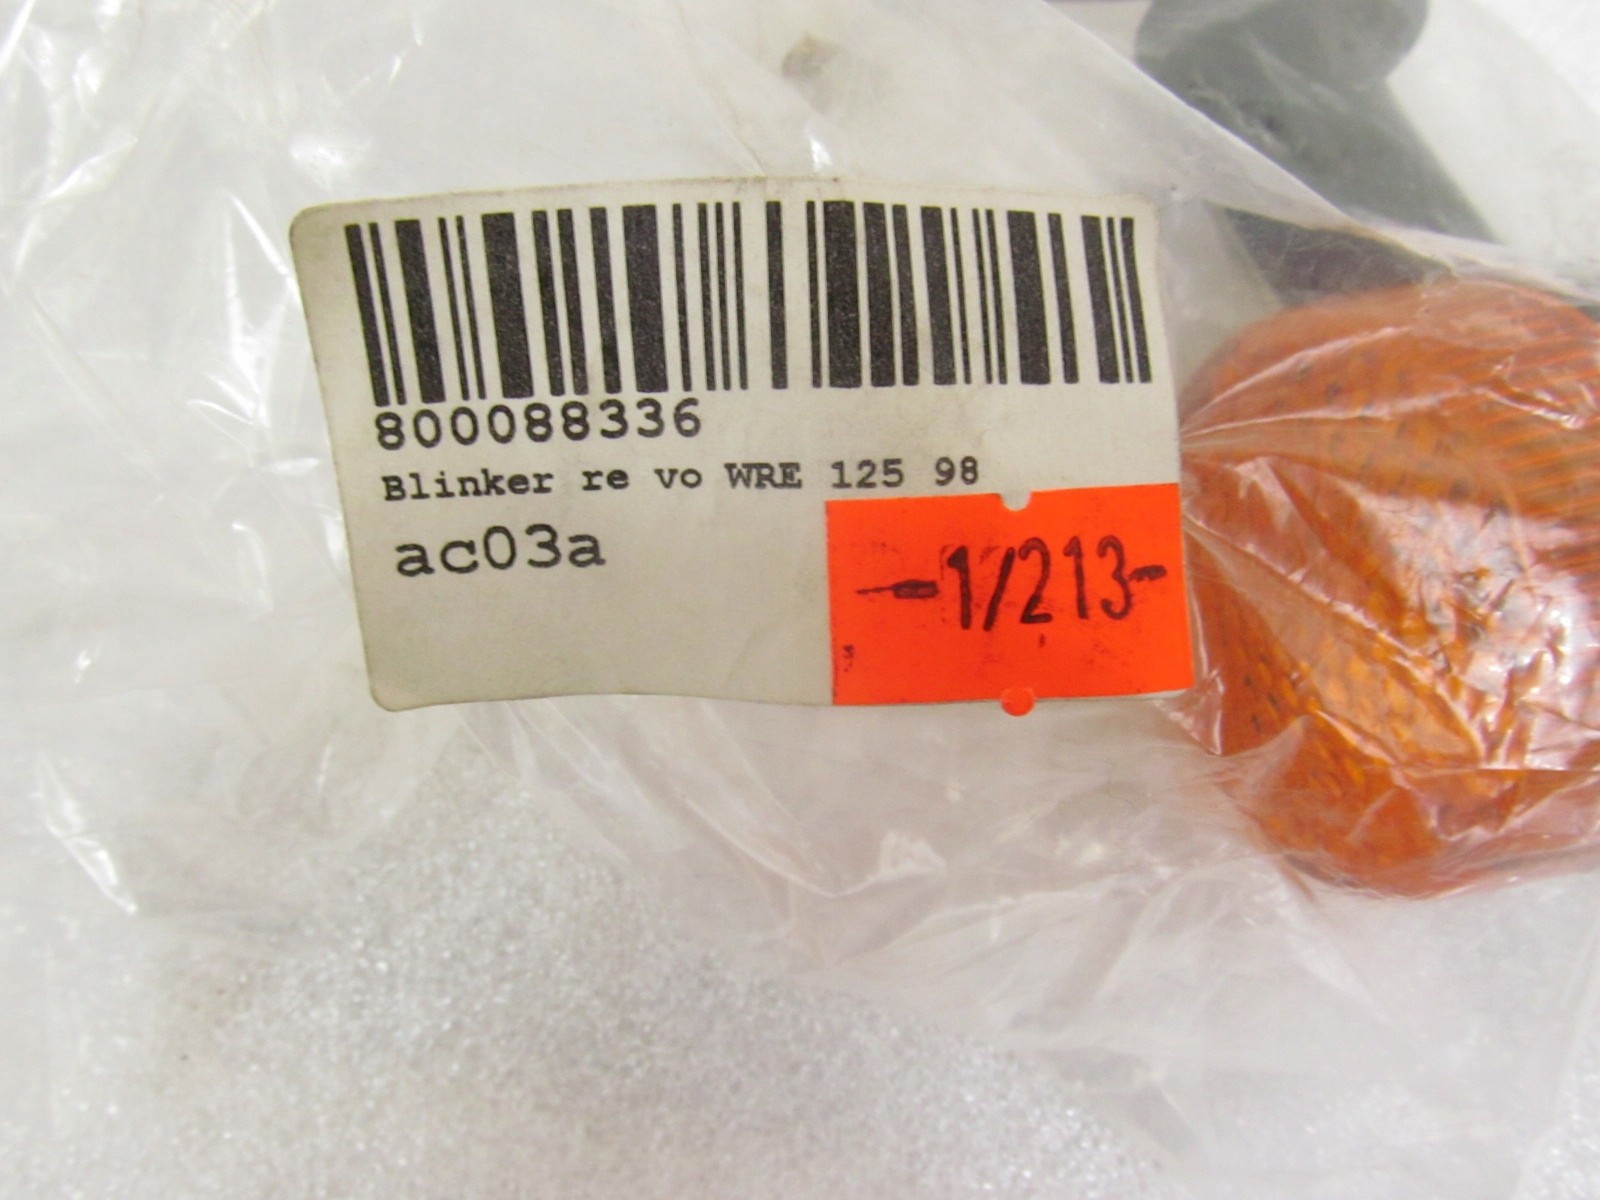 800088336
Blinker re vo WRE 125 98
ac03a
-1/213-